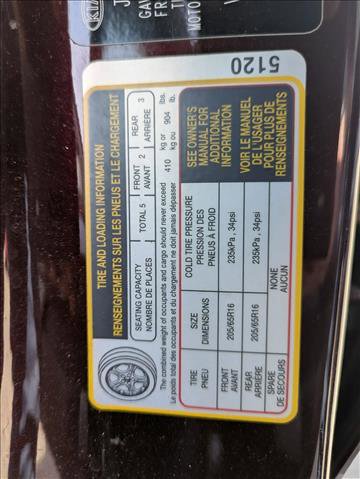 KIA
5120
TIRE AND LOADING INFORMATION
RENSEIGNEMENTS SUR LES PNEUS ET LE CHARGEMENT
SEATING CAPACITY
NOMBRE DE PLACES
TOTAL 5
FRONT
AVANT 2
REAR
ARRIÈRE 3
The combined weight of occupants and cargo should never exceed 410 kg or 904 lbs.
Le poids total des occupants et du chargement ne doit jamais dépasser 410 kg ou 904 lb.
TIRE
PNEU
SIZE
DIMENSIONS
COLD TIRE PRESSURE
PRESSION DES
PNEUS À FROID
FRONT
AVANT
205/65R16
235kPa , 34psi
REAR
ARRIÈRE
205/65R16
235kPa , 34psi
SPARE
DE SECOURS
NONE
AUCUN
SEE OWNER'S
MANUAL FOR
ADDITIONAL
INFORMATION
VOIR LE MANUEL
DE L'USAGER
POUR PLUS DE
RENSEIGNEMENTS